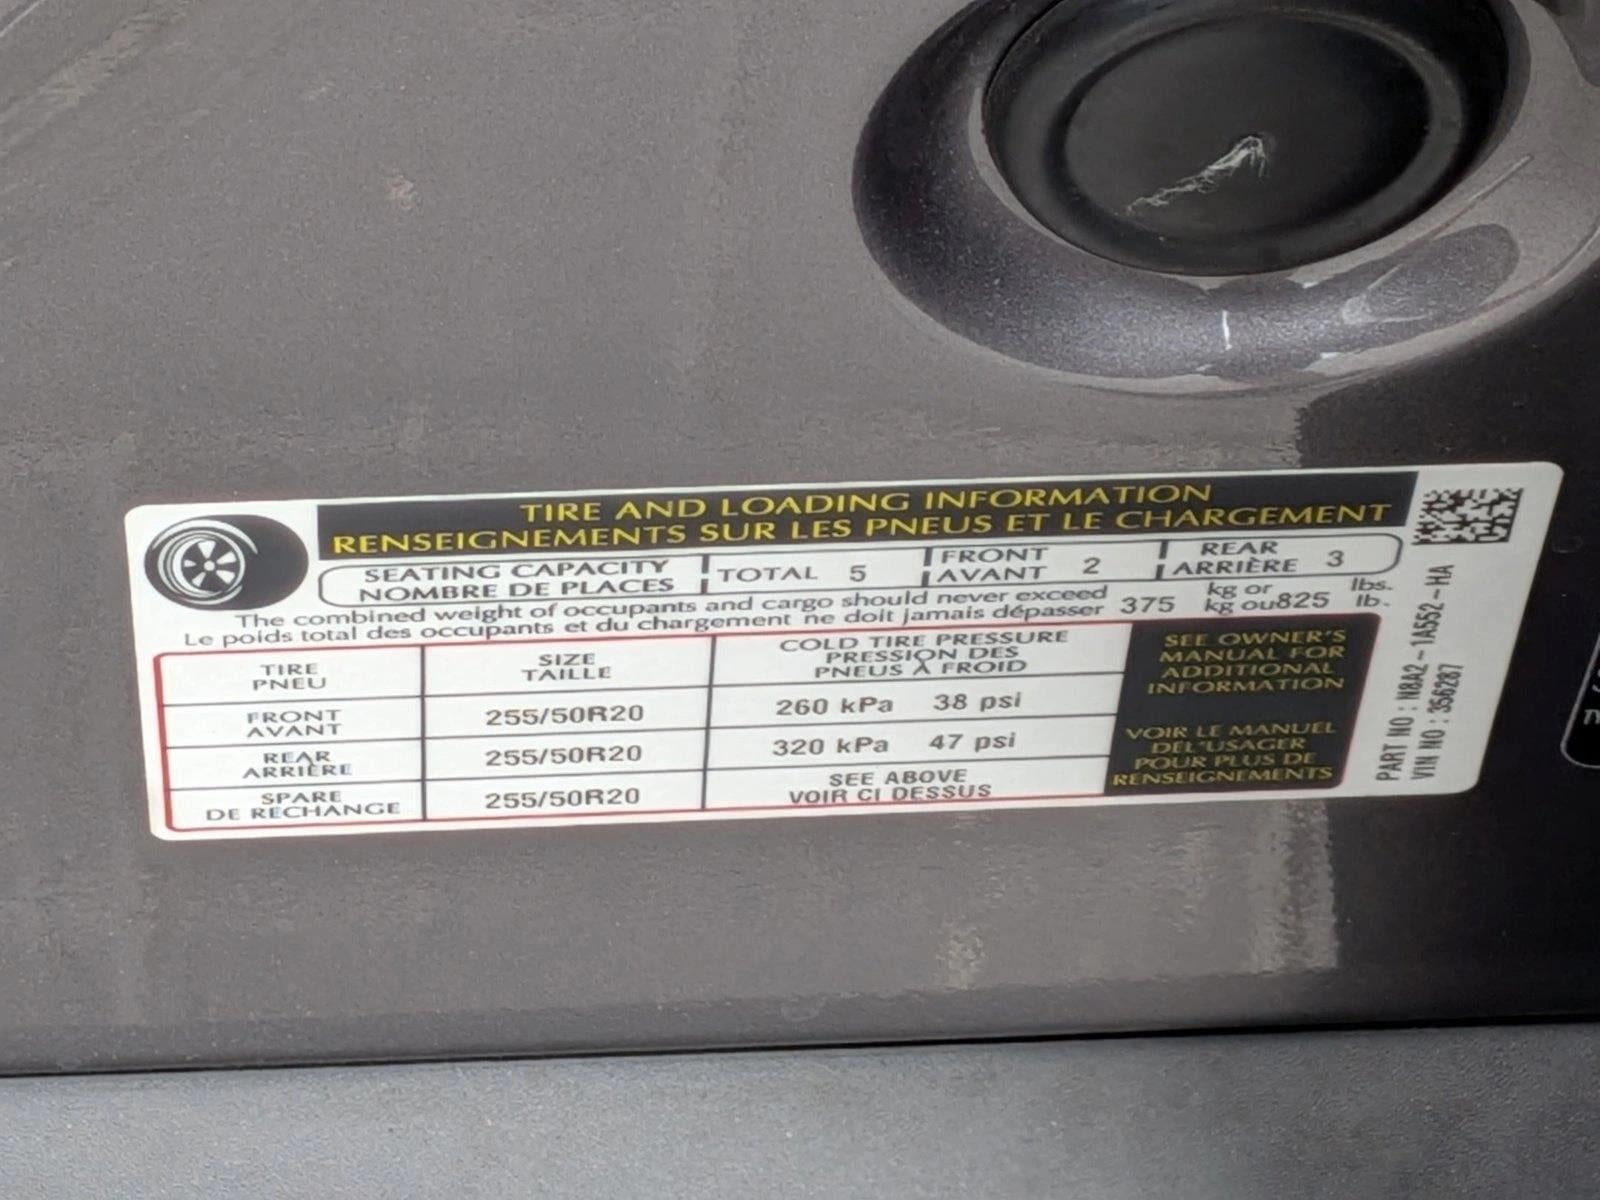 TIRE AND LOADING INFORMATION
RENSEIGNEMENTS SUR LES PNEUS ET LE CHARGEMENT
SEATING CAPACITY
NOMBRE DE PLACES
TOTAL 5
FRONT
AVANT 2
REAR
ARRIÈRE 3
The combined weight of occupants and cargo should never exceed
Le poids total des occupants et du chargement ne doit jamais dépasser
375 kg or 825 lbs.
kg ou lb.
TIRE
PNEU
SIZE
TAILLE
COLD TIRE PRESSURE
PRESSION DES
PNEUS À FROID
FRONT
AVANT
255/50R20
260 kPa 38 psi
REAR
ARRIÈRE
255/50R20
320 kPa 47 psi
SPARE
DE RECHANGE
255/50R20
SEE ABOVE
VOIR CI DESSUS
SEE OWNER'S
MANUAL FOR
ADDITIONAL
INFORMATION
VOIR LE MANUEL
DEL'USAGER
POUR PLUS DE
RENSEIGNEMENTS
PART NO : N8A2-1A552-HA
VIN NO : 356287